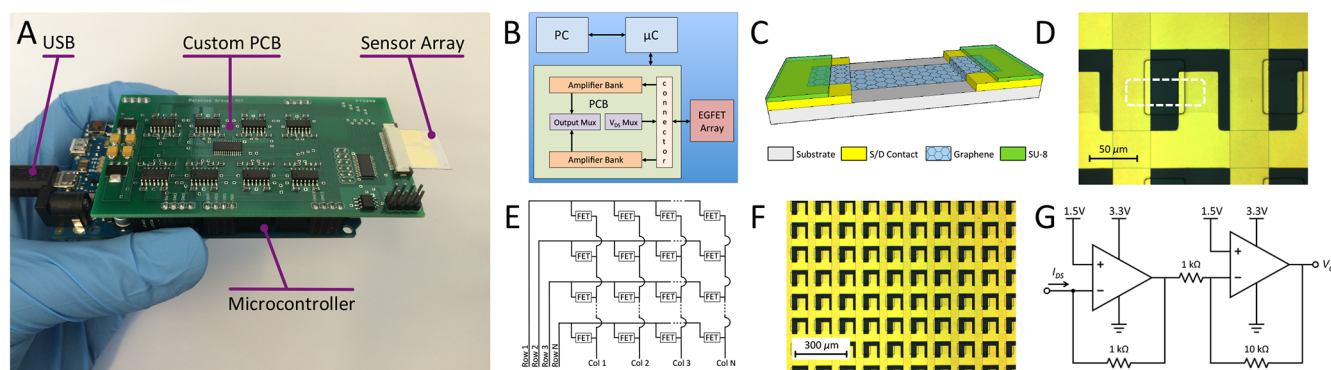 A
USB
Custom PCB
Sensor Array
Microcontroller
B
PC
μC
Amplifier Bank
PCB
Output Mux
V_DS Mux
Amplifier Bank
connector
EGFET
Array
C
Substrate
S/D Contact
Graphene
SU-8
D
50 μm
E
FET FET FET FET
FET FET FET FET
FET FET FET FET
FET FET FET FET
Row 1
Row 2
Row 3
Row N
Col 1 Col 2 Col 3 Col N
F
300 μm
G
1.5V 3.3V 1.5V 3.3V
I_DS
+
−
1 kΩ
+
−
1 kΩ
10 kΩ